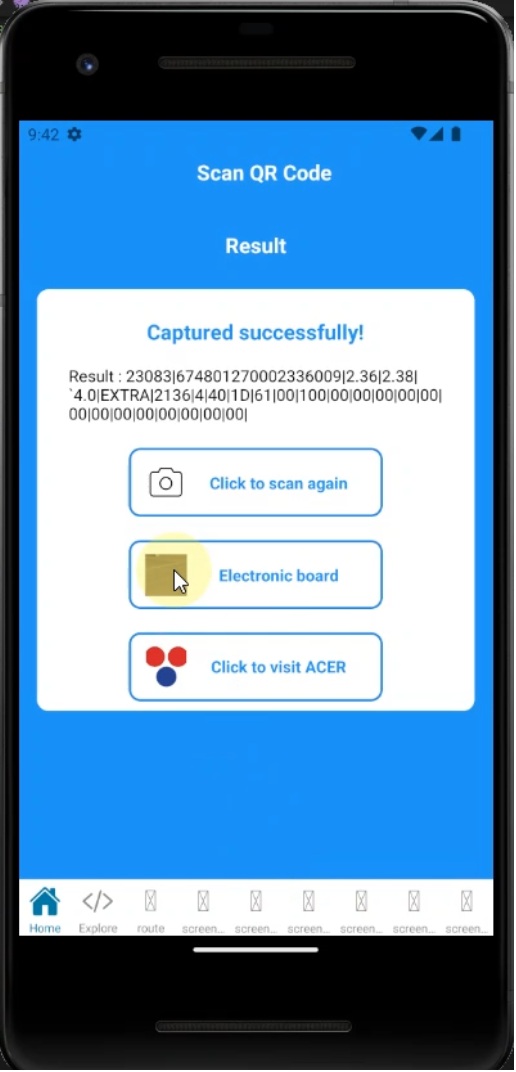 9:42
Scan QR Code
Result
Captured successfully!
Result : 23083|674801270002336009|2.36|2.38|
`4.0|EXTRA|2136|4|40|1D|61|00|100|00|00|00|00|00|
00|00|00|00|00|00|00|00|
Click to scan again
Electronic board
Click to visit ACER
Home Explore route screen... screen... screen... screen... screen... screen...